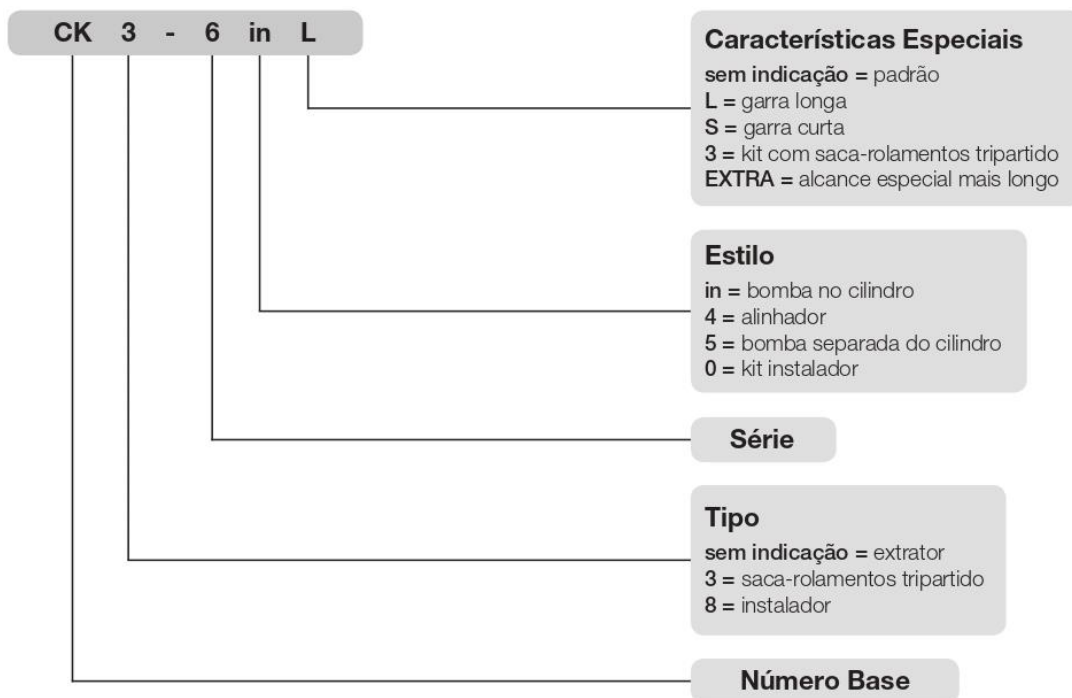 CK 3 - 6 in L
Características Especiais
sem indicação = padrão
L = garra longa
S = garra curta
3 = kit com saca-rolamentos tripartido
EXTRA = alcance especial mais longo
Estilo
in = bomba no cilindro
4 = alinhador
5 = bomba separada do cilindro
0 = kit instalador
Série
Tipo
sem indicação = extrator
3 = saca-rolamentos tripartido
8 = instalador
Número Base